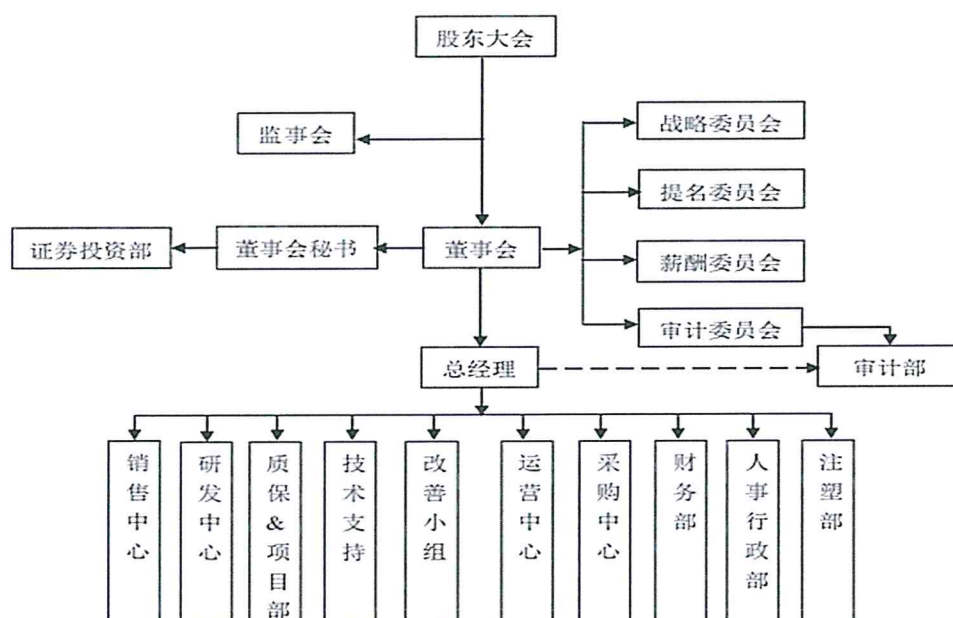 股东大会
监事会
战略委员会
提名委员会
证券投资部
董事会秘书
董事会
薪酬委员会
审计委员会
总经理
审计部
销售中心
研发中心
质保&项目部
技术支持
改善小组
运营中心
采购中心
财务部
人事行政部
注塑部